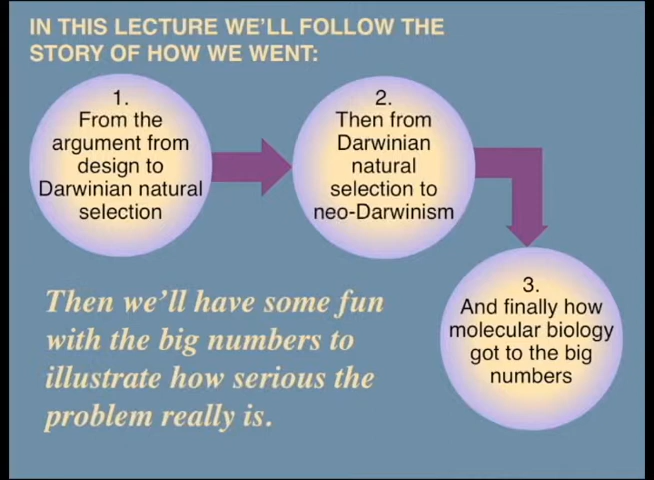 IN THIS LECTURE WE'LL FOLLOW THE
STORY OF HOW WE WENT:
1.
From the
argument from
design to
Darwinian natural
selection
2.
Then from
Darwinian
natural
selection to
neo-Darwinism
3.
And finally how
molecular biology
got to the big
numbers
Then we'll have some fun
with the big numbers to
illustrate how serious the
problem really is.